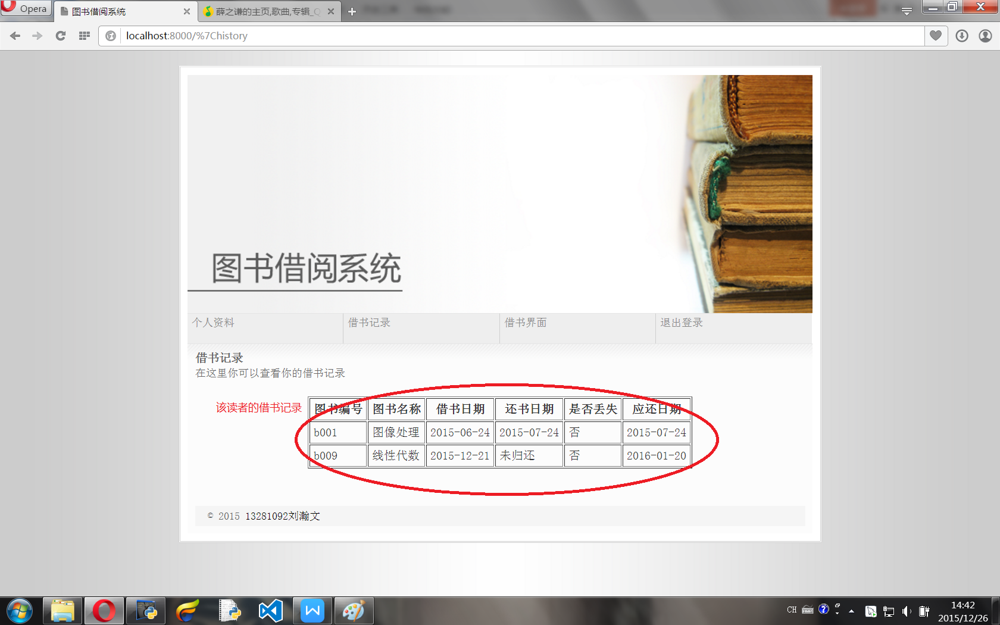 Opera
图书借阅系统
薛之谦的主页,歌曲,专辑_Q
localhost:8000/%7Chistory
图书借阅系统
个人资料
借书记录
借书界面
退出登录
借书记录
在这里你可以查看你的借书记录
该读者的借书记录
图书编号 图书名称 借书日期 还书日期 是否丢失 应还日期
b001 图像处理 2015-06-24 2015-07-24 否 2015-07-24
b009 线性代数 2015-12-21 未归还 否 2016-01-20
© 2015 13281092刘瀚文
CH
14:42
2015/12/26